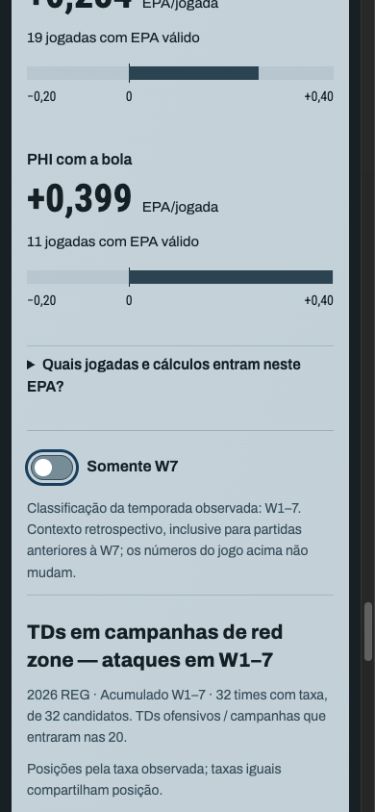 +0,264 EPA/jogada
19 jogadas com EPA válido
−0,20 0 +0,40
PHI com a bola
+0,399 EPA/jogada
11 jogadas com EPA válido
−0,20 0 +0,40
▶ Quais jogadas e cálculos entram neste
EPA?
Somente W7
Classificação da temporada observada: W1–7.
Contexto retrospectivo, inclusive para partidas
anteriores à W7; os números do jogo acima não
mudam.
TDs em campanhas de red
zone — ataques em W1–7
2026 REG · Acumulado W1–7 · 32 times com taxa,
de 32 candidatos. TDs ofensivos / campanhas que
entraram nas 20.
Posições pela taxa observada; taxas iguais
compartilham posição.